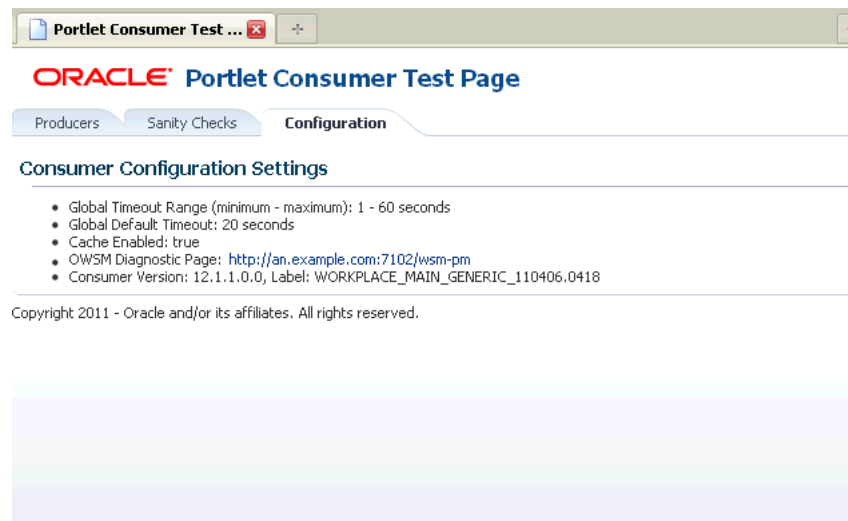 Portlet Consumer Test ...
ORACLE Portlet Consumer Test Page
Producers Sanity Checks Configuration
Consumer Configuration Settings
• Global Timeout Range (minimum - maximum): 1 - 60 seconds
• Global Default Timeout: 20 seconds
• Cache Enabled: true
• OWSM Diagnostic Page: http://an.example.com:7102/wsm-pm
• Consumer Version: 12.1.1.0.0, Label: WORKPLACE_MAIN_GENERIC_110406.0418
Copyright 2011 - Oracle and/or its affiliates. All rights reserved.